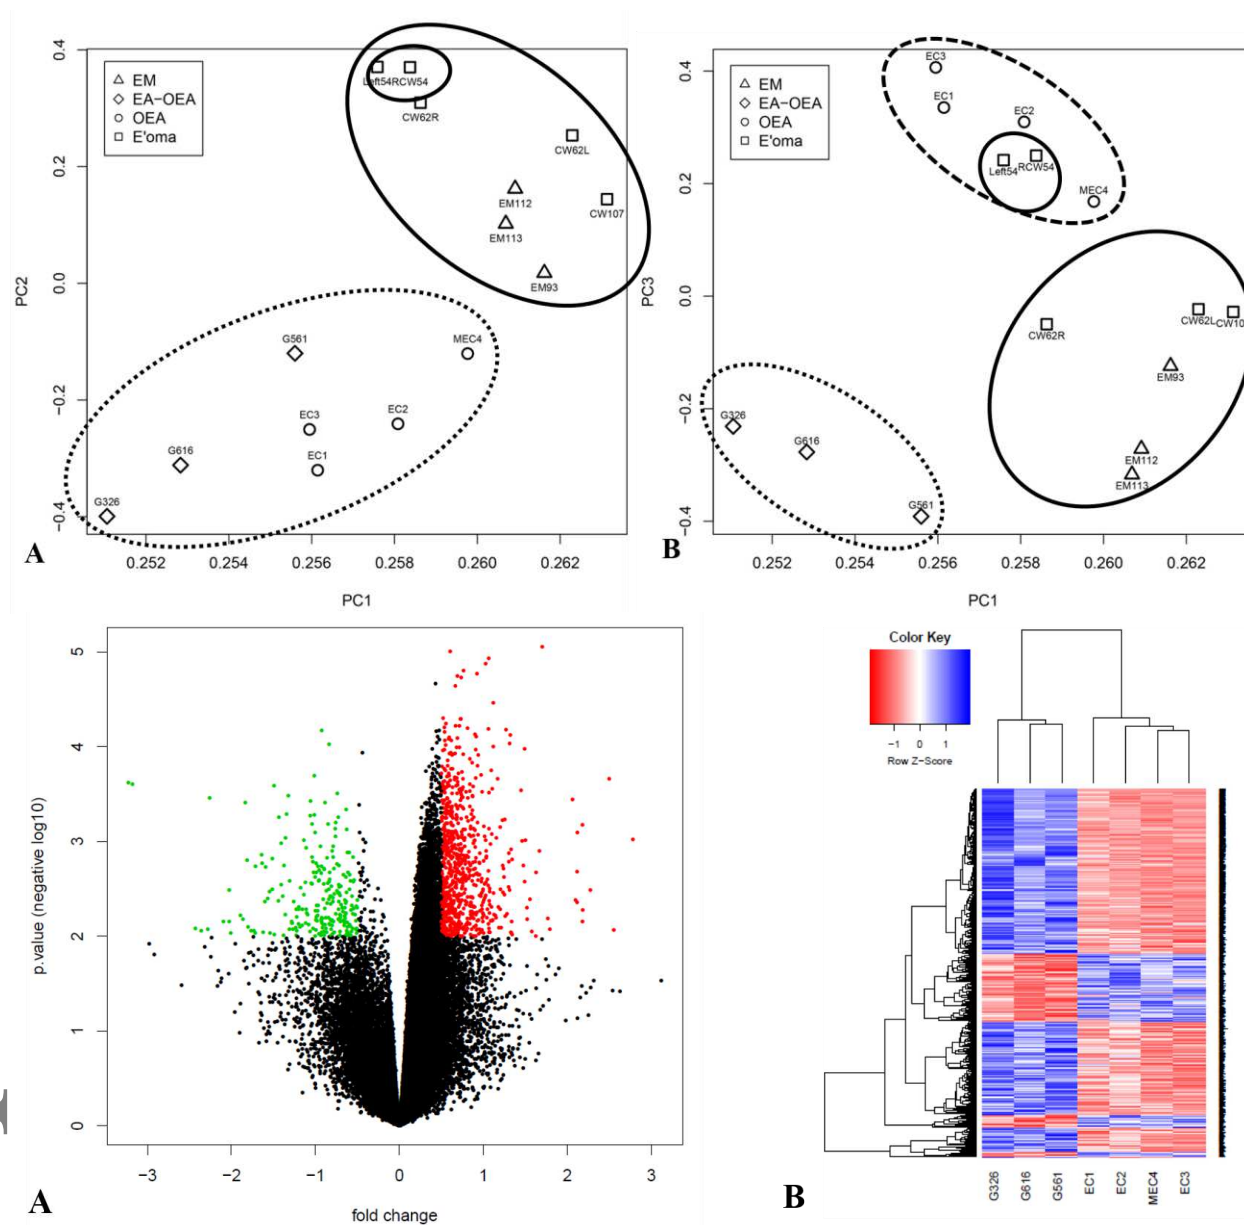 EM
EA−OEA
OEA
E'oma
Left54RCW54
CW62R
CW62L
EM112
CW107
EM113
EM93
G561
MEC4
EC3
EC2
G616
EC1
G326
0.4
0.2
0.0
−0.2
−0.4
PC2
0.252
0.254
0.256
0.258
0.260
0.262
PC1
A
EM
EA−OEA
OEA
E'oma
EC3
EC1
EC2
Left54
RCW54
MEC4
CW62R
CW62L
CW10
EM93
G326
G616
EM112
EM113
G561
0.4
0.2
0.0
−0.2
−0.4
PC3
0.252
0.254
0.256
0.258
0.260
0.262
PC1
B
5
4
3
2
1
0
p.value (negative log10)
−3
−2
−1
0
1
2
3
fold change
A
Color Key
−1
0
1
Row Z−Score
G326
G616
G561
EC1
EC2
MEC4
EC3
B